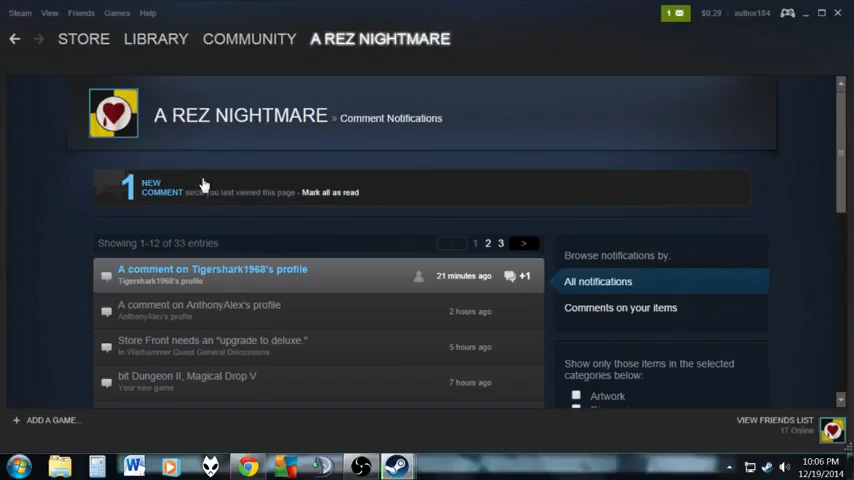 Steam View Friends Games Help
1 $0.29 author184
STORE LIBRARY COMMUNITY A REZ NIGHTMARE
A REZ NIGHTMARE » Comment Notifications
1 NEW
COMMENT since you last viewed this page - Mark all as read
Showing 1-12 of 33 entries
< 1 2 3 >
A comment on Tigershark1968's profile
Tigershark1968's profile
21 minutes ago +1
A comment on AnthonyAlex's profile
AnthonyAlex's profile
2 hours ago
Store Front needs an "upgrade to deluxe."
In Warhammer Quest General Discussions
5 hours ago
bit Dungeon II, Magical Drop V
Your new game
7 hours ago
Browse notifications by:
All notifications
Comments on your items
Show only those items in the selected
categories below:
Artwork
+ ADD A GAME...
VIEW FRIENDS LIST
17 Online
W
10:06 PM
12/19/2014